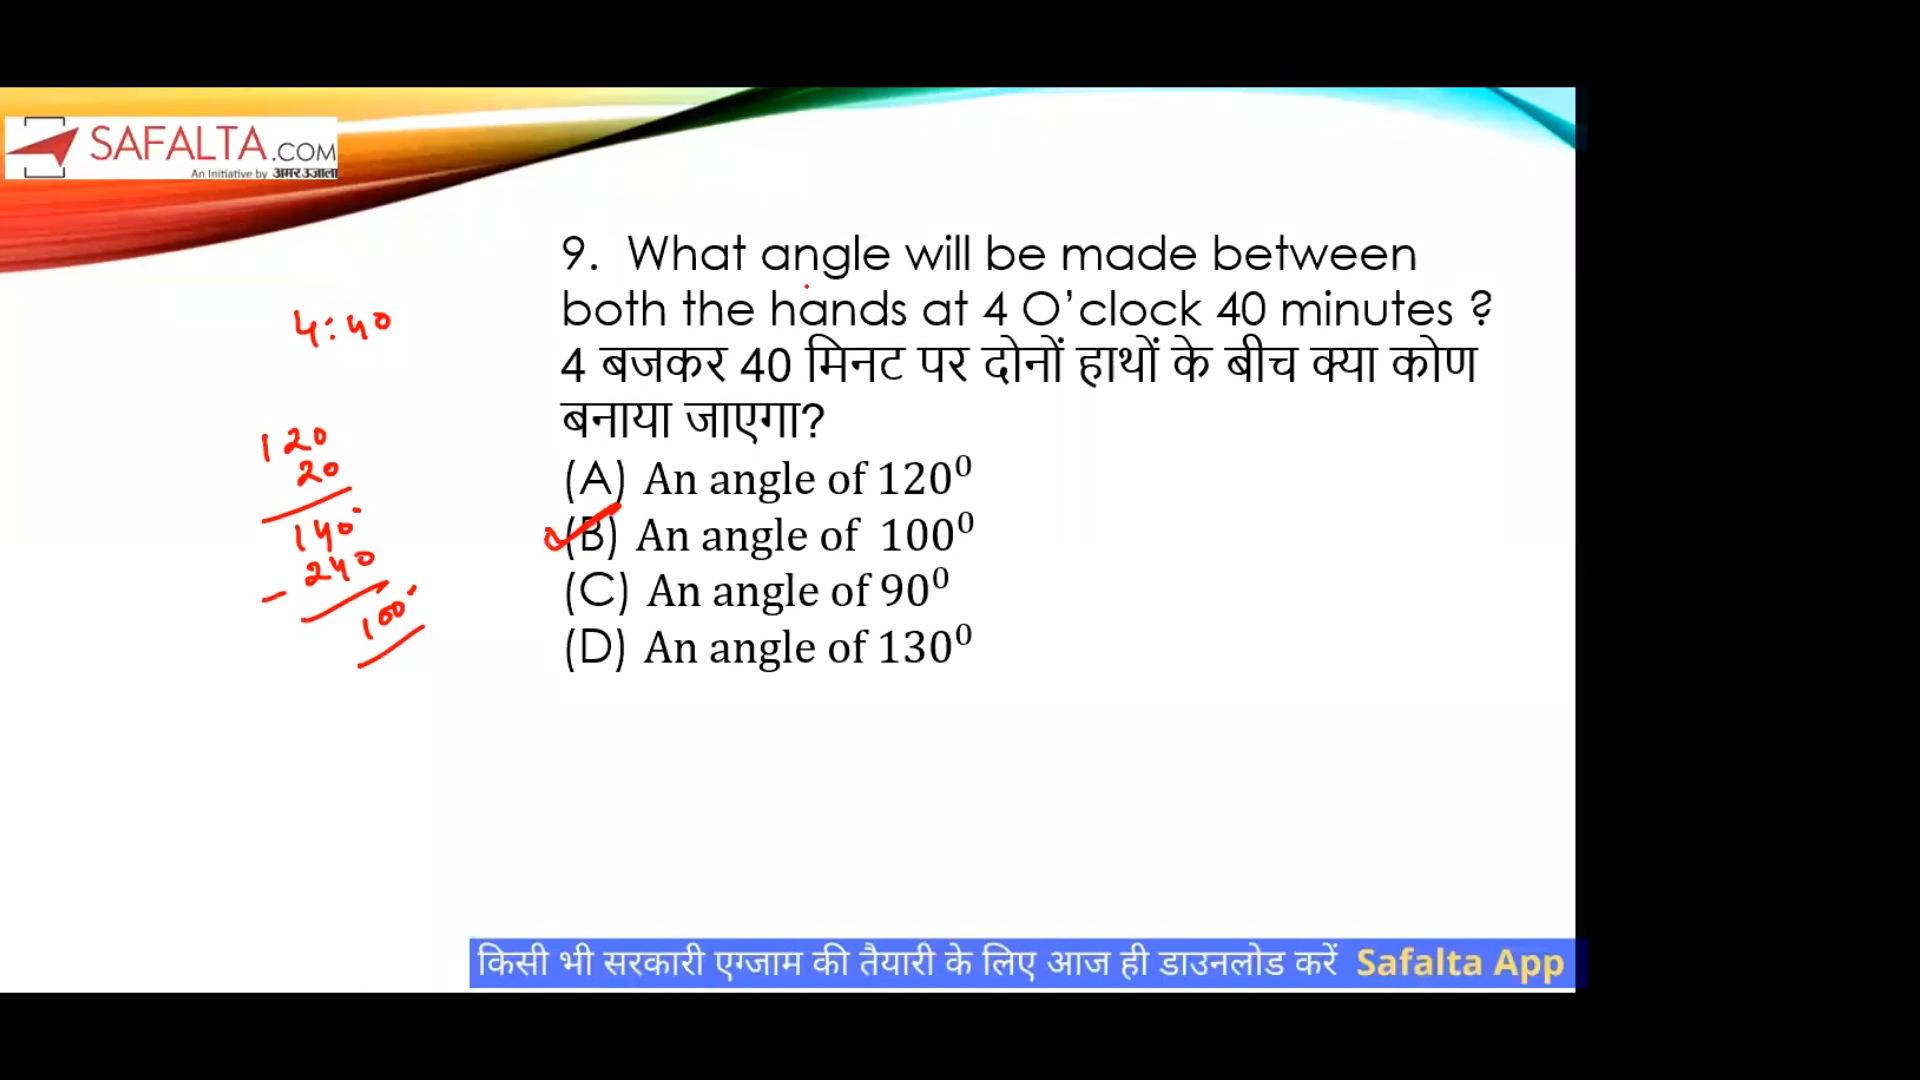 SAFALTA.COM
An Initiative by अमर उजाला
9. What angle will be made between
both the hands at 4 O’clock 40 minutes ?
4 बजकर 40 मिनट पर दोनों हाथों के बीच क्या कोण
बनाया जाएगा?
(A) An angle of 120⁰
(B) An angle of 100⁰
(C) An angle of 90⁰
(D) An angle of 130⁰
4:40
120
20
140°
- 240
100°
किसी भी सरकारी एग्जाम की तैयारी के लिए आज ही डाउनलोड करें Safalta App